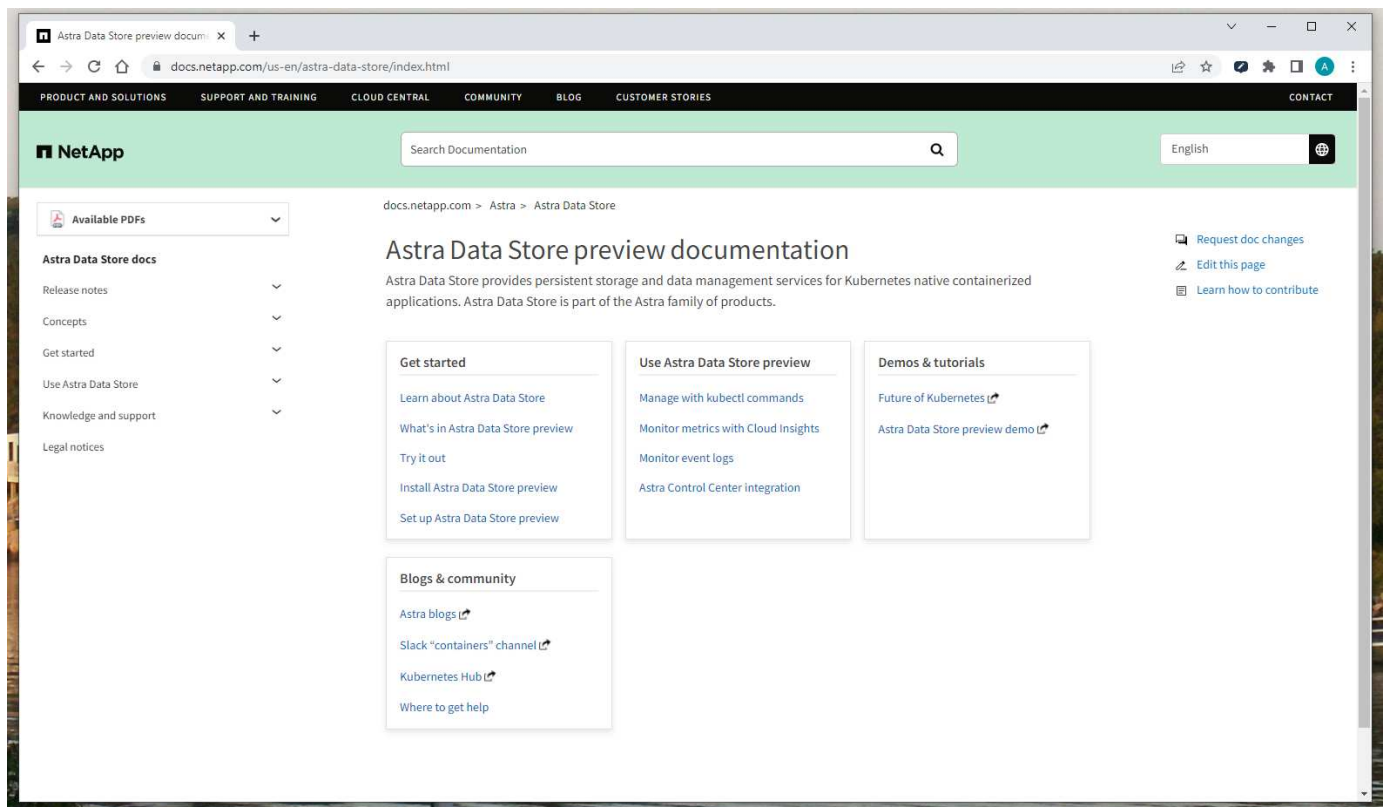 Astra Data Store preview docum
docs.netapp.com/us-en/astra-data-store/index.html
A
PRODUCT AND SOLUTIONS SUPPORT AND TRAINING CLOUD CENTRAL COMMUNITY BLOG CUSTOMER STORIES CONTACT
NetApp
Search Documentation
English
Available PDFs
Astra Data Store docs
Release notes
Concepts
Get started
Use Astra Data Store
Knowledge and support
Legal notices
docs.netapp.com > Astra > Astra Data Store
Astra Data Store preview documentation
Astra Data Store provides persistent storage and data management services for Kubernetes native containerized
applications. Astra Data Store is part of the Astra family of products.
Request doc changes
Edit this page
Learn how to contribute
Get started
Learn about Astra Data Store
What's in Astra Data Store preview
Try it out
Install Astra Data Store preview
Set up Astra Data Store preview
Use Astra Data Store preview
Manage with kubectl commands
Monitor metrics with Cloud Insights
Monitor event logs
Astra Control Center integration
Demos & tutorials
Future of Kubernetes
Astra Data Store preview demo
Blogs & community
Astra blogs
Slack “containers” channel
Kubernetes Hub
Where to get help